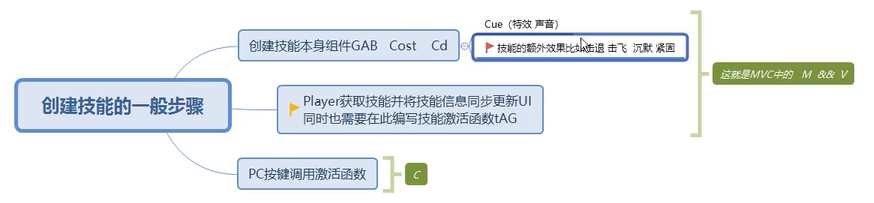 Cue（特效 声音）
创建技能本身组件GAB Cost Cd
技能的额外效果比如击退 击飞 沉默 紧固
这就是MVC中的 M && V
创建技能的一般步骤
Player获取技能并将技能信息同步更新UI
同时也需要在此编写技能激活函数tAG
PC按键调用激活函数
C